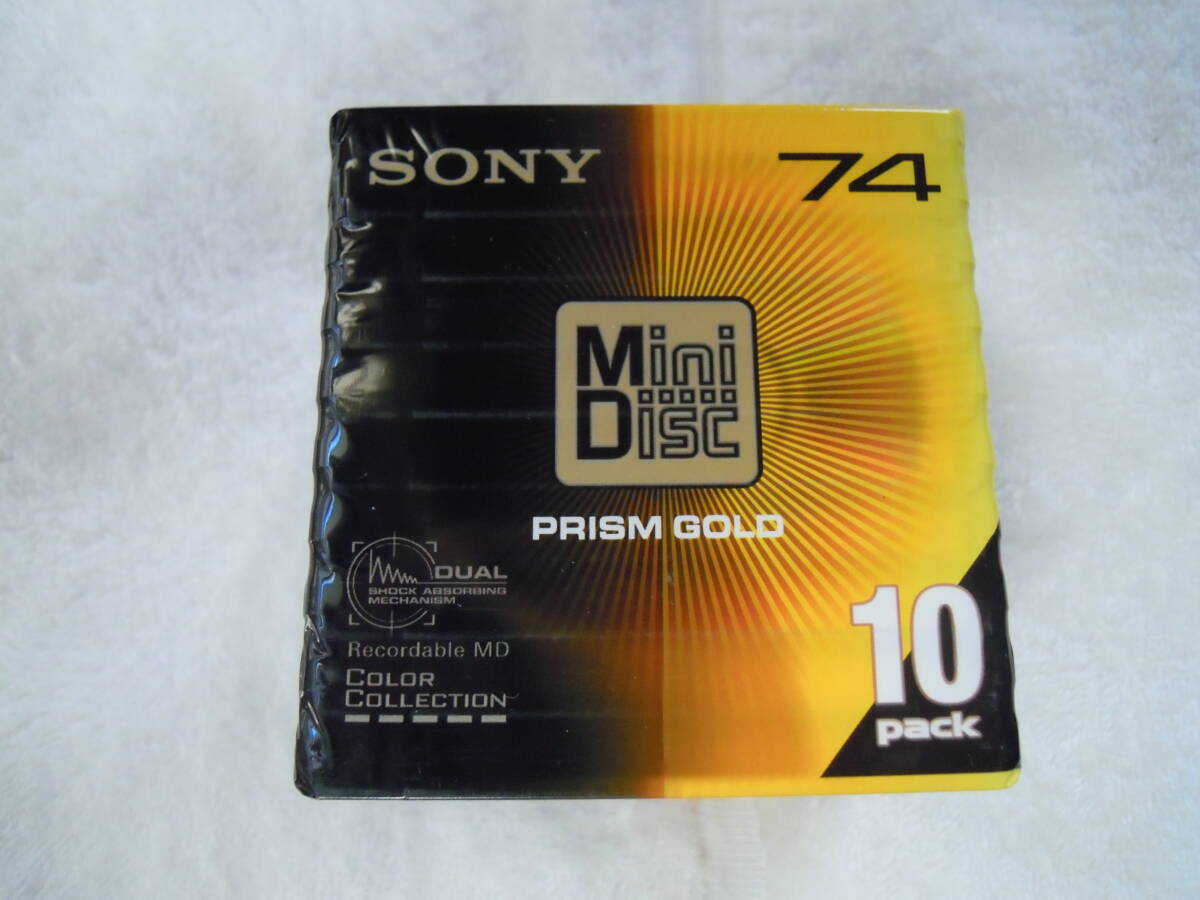 SONY
74
Mini
Disc
PRISM GOLD
DUAL
SHOCK ABSORBING
MECHANISM
Recordable MD
COLOR
COLLECTION
10
pack